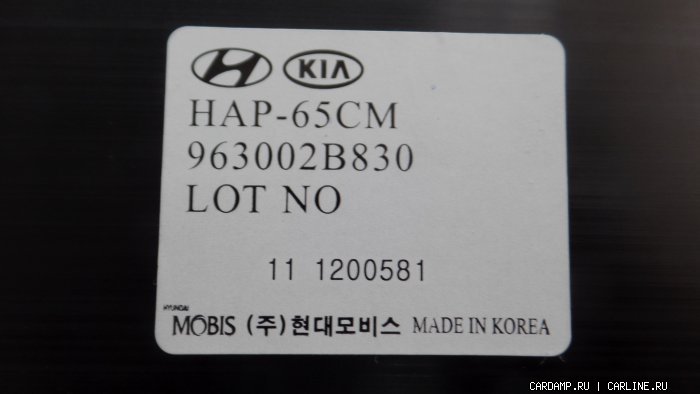 KIA
HAP-65CM
963002B830
LOT NO
11 1200581
HYUNDAI
MOBIS (주)현대모비스 MADE IN KOREA
CARDAMP.RU | CARLINE.RU